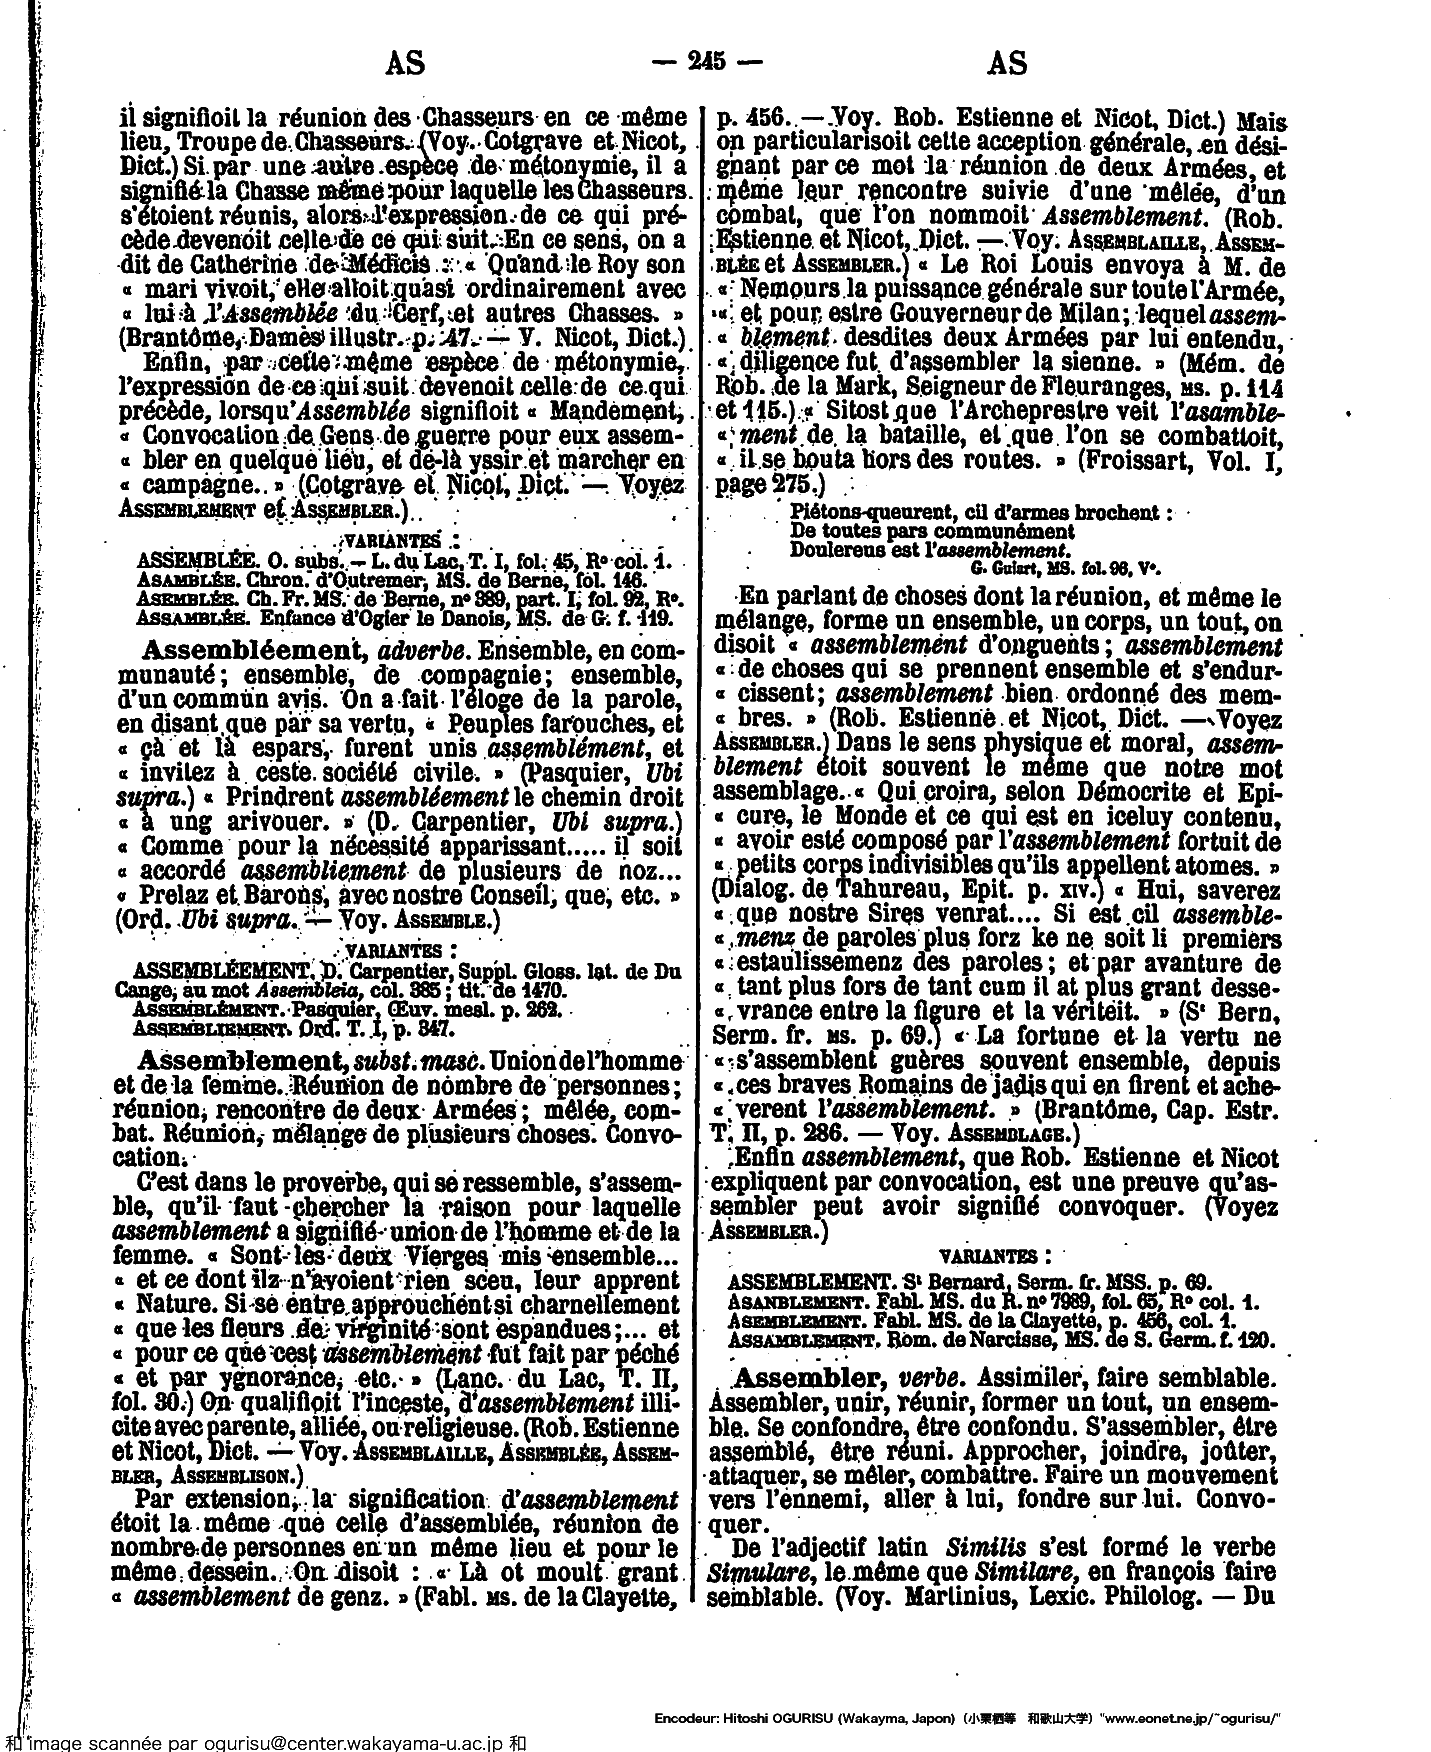 AS — 245 — AS
il signifioit la réunion des Chasseurs en ce même
lieu, Troupe de Chasseurs. (Voy. Cotgrave et Nicot,
Dict.) Si par une autre espèce de métonymie, il a
signifié la Chasse même pour laquelle les Chasseurs
s'étoient réunis, alors l'expression de ce qui pré-
cède devenoit celle de ce qui suit. En ce sens, on a
dit de Catherine de Médicis : « Quand le Roy son
« mari vivoit, elle alloit quasi ordinairement avec
« lui à l'Assemblée du Cerf, et autres Chasses. »
(Brantôme, Dames illustr. p. 47. — V. Nicot, Dict.)
Enfin, par cette même espèce de métonymie,
l'expression de ce qui suit devenoit celle de ce qui
précède, lorsqu'Assemblée signifioit « Mandement,
« Convocation de Gens de guerre pour eux assem-
« bler en quelque lieu, et de-là yssir et marcher en
« campagne. » (Cotgrave et Nicot, Dict. — Voyez
ASSEMBLEMENT et ASSEMBLER.)
VARIANTES :
ASSEMBLÉE. O. subs. — L. du Lac, T. I, fol. 45, R° col. 1.
ASAMBLÉE. Chron. d'Outremer, MS. de Berne, fol. 146.
ASEMBLÉE. Ch. Fr. MS. de Berne, n° 389, part. I, fol. 92, R°.
ASSAMBLÉE. Enfance d'Ogier le Danois, MS. de G. f. 119.
Assembléement, adverbe. Ensemble, en com-
munauté ; ensemble, de compagnie ; ensemble,
d'un commun avis. On a fait l'éloge de la parole,
en disant que par sa vertu, « Peuples farouches, et
« çà et là espars, furent unis assemblément, et
« invitez à ceste société civile. » (Pasquier, Ubi
supra.) « Prindrent assembléement le chemin droit
« à ung arivouer. » (D. Carpentier, Ubi supra.)
« Comme pour la nécessité apparissant..... il soit
« accordé assembliement de plusieurs de noz...
« Prelaz et Barons, avec nostre Conseil, que, etc. »
(Ord. Ubi supra. — Voy. ASSEMBLE.)
VARIANTES :
ASSEMBLÉEMENT. D. Carpentier, Suppl. Gloss. lat. de Du
Cange, au mot Assembleia, col. 385 ; tit. de 1470.
ASSEMBLÉMENT. Pasquier, Œuv. mesl. p. 262.
ASSEMBLIEMENT. Ord. T. I, p. 347.
Assemblement, subst. masc. Union de l'homme
et de la femme. Réunion de nombre de personnes ;
réunion, rencontre de deux Armées ; mêlée, com-
bat. Réunion, mélange de plusieurs choses. Convo-
cation.
C'est dans le proverbe, qui se ressemble, s'assem-
ble, qu'il faut chercher la raison pour laquelle
assemblement a signifié union de l'homme et de la
femme. « Sont les deux Vierges mis ensemble...
« et ce dont ilz n'avoient rien sceu, leur apprent
« Nature. Si se entre approuchent si charnellement
« que les fleurs de virginité sont espandues ;... et
« pour ce que cest assemblement fut fait par péché
« et par ygnorance, etc. » (Lanc. du Lac, T. II,
fol. 30.) On qualifioit l'inceste, d'assemblement illi-
cite avec parente, alliée, ou religieuse. (Rob. Estienne
et Nicot, Dict. — Voy. ASSEMBLAILLE, ASSEMBLÉE, ASSEM-
BLER, ASSEMBLISON.)
Par extension, la signification d'assemblement
étoit la même que celle d'assemblée, réunion de
nombre de personnes en un même lieu et pour le
même dessein. On disoit : « Là ot moult grant
« assemblement de genz. » (Fabl. MS. de la Clayette,
p. 456. — Voy. Rob. Estienne et Nicot, Dict.) Mais
on particularisoit cette acception générale, en dési-
gnant par ce mot la réunion de deux Armées, et
même leur rencontre suivie d'une mêlée, d'un
combat, que l'on nommoit Assemblement. (Rob.
Estienne et Nicot, Dict. — Voy. ASSEMBLAILLE, ASSEM-
BLÉE et ASSEMBLER.) « Le Roi Louis envoya à M. de
« Nemours la puissance générale sur toute l'Armée,
« et pour estre Gouverneur de Milan ; lequel assem-
« blement desdites deux Armées par lui entendu,
« diligence fut d'assembler la sienne. » (Mém. de
Rob. de la Mark, Seigneur de Fleuranges, MS. p. 114
et 115.) « Sitost que l'Archeprestre veit l'asamble-
« ment de la bataille, et que l'on se combattoit,
« il se bouta hors des routes. » (Froissart, Vol. I,
page 275.)
Piétons queurent, cil d'armes brochent :
De toutes pars communément
Doulereus est l'assemblement.
G. Guiart, MS. fol. 96, V°.
En parlant de choses dont la réunion, et même le
mélange, forme un ensemble, un corps, un tout, on
disoit « assemblement d'onguents ; assemblement
« de choses qui se prennent ensemble et s'endur-
« cissent ; assemblement bien ordonné des mem-
« bres. » (Rob. Estienne et Nicot, Dict. — Voyez
ASSEMBLER.) Dans le sens physique et moral, assem-
blement étoit souvent le même que notre mot
assemblage. « Qui croira, selon Démocrite et Epi-
« cure, le Monde et ce qui est en iceluy contenu,
« avoir esté composé par l'assemblement fortuit de
« petits corps indivisibles qu'ils appellent atomes. »
(Dialog. de Tahureau, Epit. p. XIV.) « Hui, saverez
« que nostre Sires venrat.... Si est cil assemble-
« menz de paroles plus forz ke ne soit li premiers
« estaulissemenz des paroles ; et par avanture de
« tant plus fors de tant cum il at plus grant desse-
« vrance entre la figure et la vériteit. » (St Bern,
Serm. fr. MS. p. 69.) « La fortune et la vertu ne
« s'assemblent guères souvent ensemble, depuis
« ces braves Romains de jadis qui en firent et ache-
« verent l'assemblement. » (Brantôme, Cap. Estr.
T. II, p. 286. — Voy. ASSEMBLAGE.)
Enfin assemblement, que Rob. Estienne et Nicot
expliquent par convocation, est une preuve qu'as-
sembler peut avoir signifié convoquer. (Voyez
ASSEMBLER.)
VARIANTES :
ASSEMBLEMENT. St Bernard, Serm. fr. MSS. p. 69.
ASANBLEMENT. Fabl. MS. du R. n° 7989, fol. 65, R° col. 1.
ASEMBLEMENT. Fabl. MS. de la Clayette, p. 456, col. 1.
ASSAMBLEMENT. Rom. de Narcisse, MS. de S. Germ. f. 120.
Assembler, verbe. Assimiler, faire semblable.
Assembler, unir, réunir, former un tout, un ensem-
ble. Se confondre, être confondu. S'assembler, être
assemblé, être réuni. Approcher, joindre, joûter,
attaquer, se mêler, combattre. Faire un mouvement
vers l'ennemi, aller à lui, fondre sur lui. Convo-
quer.
De l'adjectif latin Similis s'est formé le verbe
Simulare, le même que Similare, en françois faire
semblable. (Voy. Martinius, Lexic. Philolog. — Du
Encodeur: Hitoshi OGURISU (Wakayma, Japon) (小栗栖等 和歌山大学) "www.eonet.ne.jp/~ogurisu/"
和 image scannée par ogurisu@center.wakayama-u.ac.jp 和